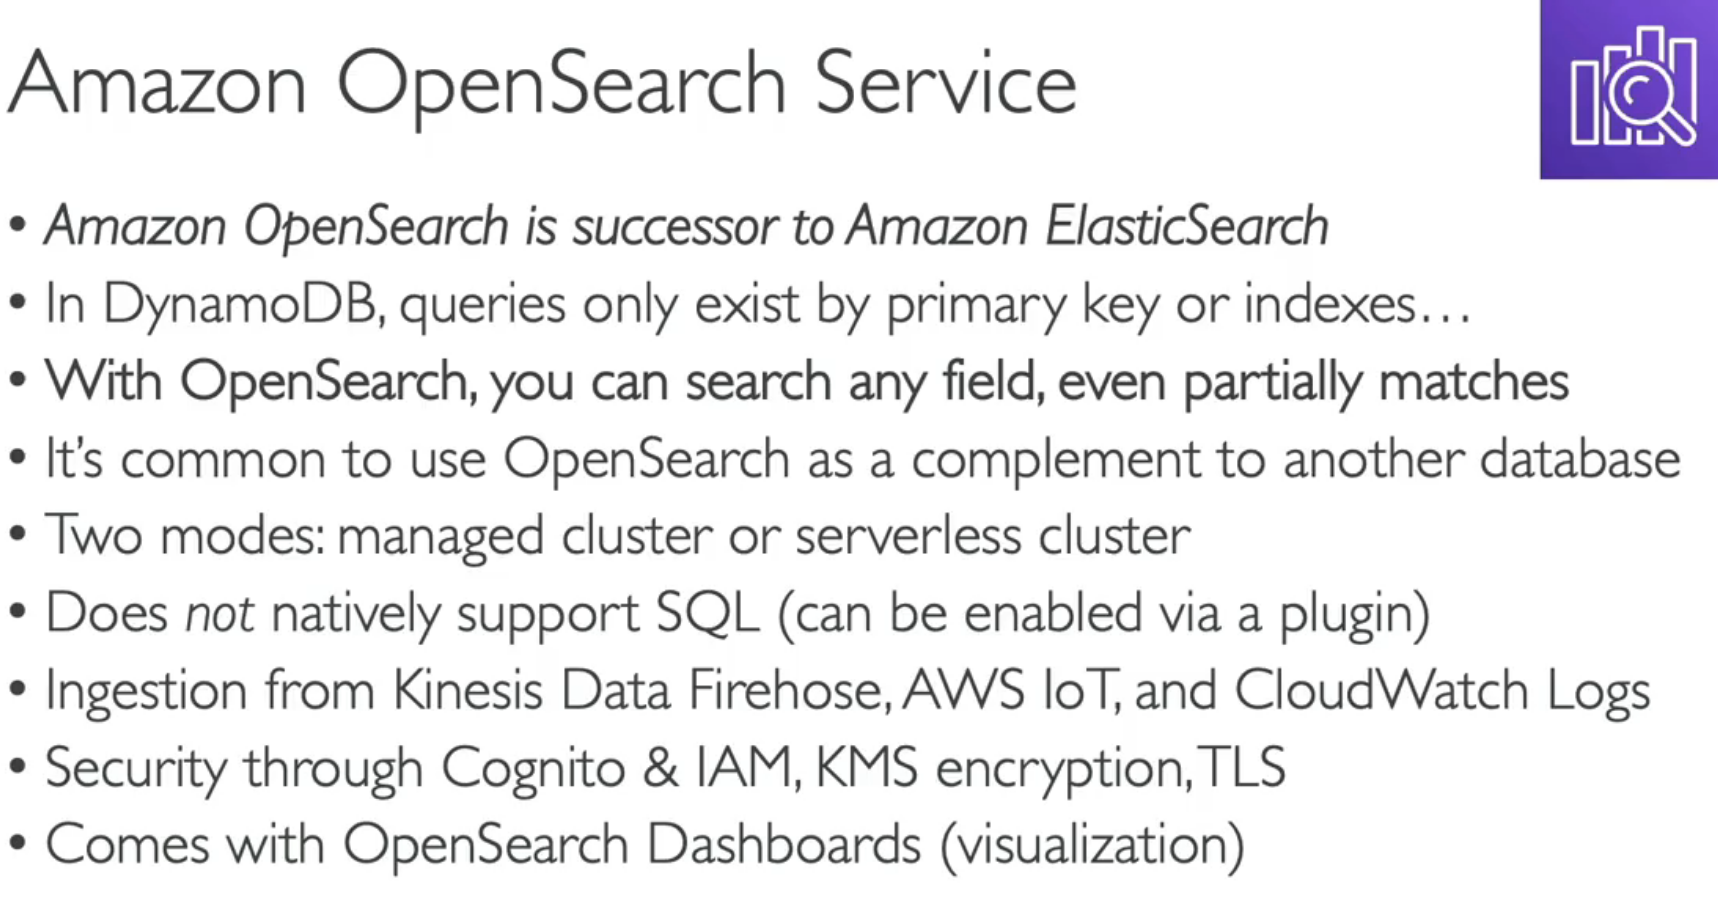 Amazon OpenSearch Service
• Amazon OpenSearch is successor to Amazon ElasticSearch
• In DynamoDB, queries only exist by primary key or indexes…
• With OpenSearch, you can search any field, even partially matches
• It’s common to use OpenSearch as a complement to another database
• Two modes: managed cluster or serverless cluster
• Does not natively support SQL (can be enabled via a plugin)
• Ingestion from Kinesis Data Firehose, AWS IoT, and CloudWatch Logs
• Security through Cognito & IAM, KMS encryption, TLS
• Comes with OpenSearch Dashboards (visualization)